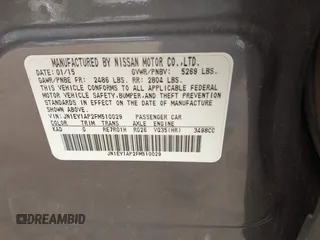 MANUFACTURED BY NISSAN MOTOR CO.,LTD.
DATE: 01/15 GVWR/PNBV: 5269 LBS.
GAWR/PNBE FR: 2486 LBS. RR: 2804 LBS.
THIS VEHICLE CONFORMS TO ALL APPLICABLE FEDERAL
MOTOR VEHICLE SAFETY, BUMPER, AND THEFT PREVENTION
STANDARDS IN EFFECT ON THE DATE OF MANUFACTURE
SHOWN ABOVE.
VIN: JN1EY1AP2FM510029 PASSENGER CAR
COLOR TRIM TRANS AXLE ENGINE
KAD G RE7R01H RG26 VQ35(HR) 3498CC
JN1EY1AP2FM510029
©DREAMBID